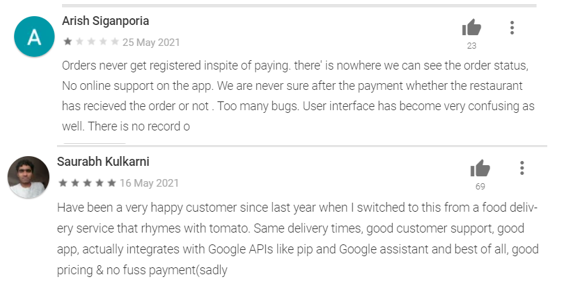 Arish Siganporia
A
25 May 2021
23
Orders never get registered inspite of paying. there' is nowhere we can see the order status,
No online support on the app. We are never sure after the payment whether the restaurant
has recieved the order or not . Too many bugs. User interface has become very confusing as
well. There is no record o
Saurabh Kulkarni
16 May 2021
69
Have been a very happy customer since last year when I switched to this from a food deliv-
ery service that rhymes with tomato. Same delivery times, good customer support, good
app, actually integrates with Google APIs like pip and Google assistant and best of all, good
pricing & no fuss payment(sadly